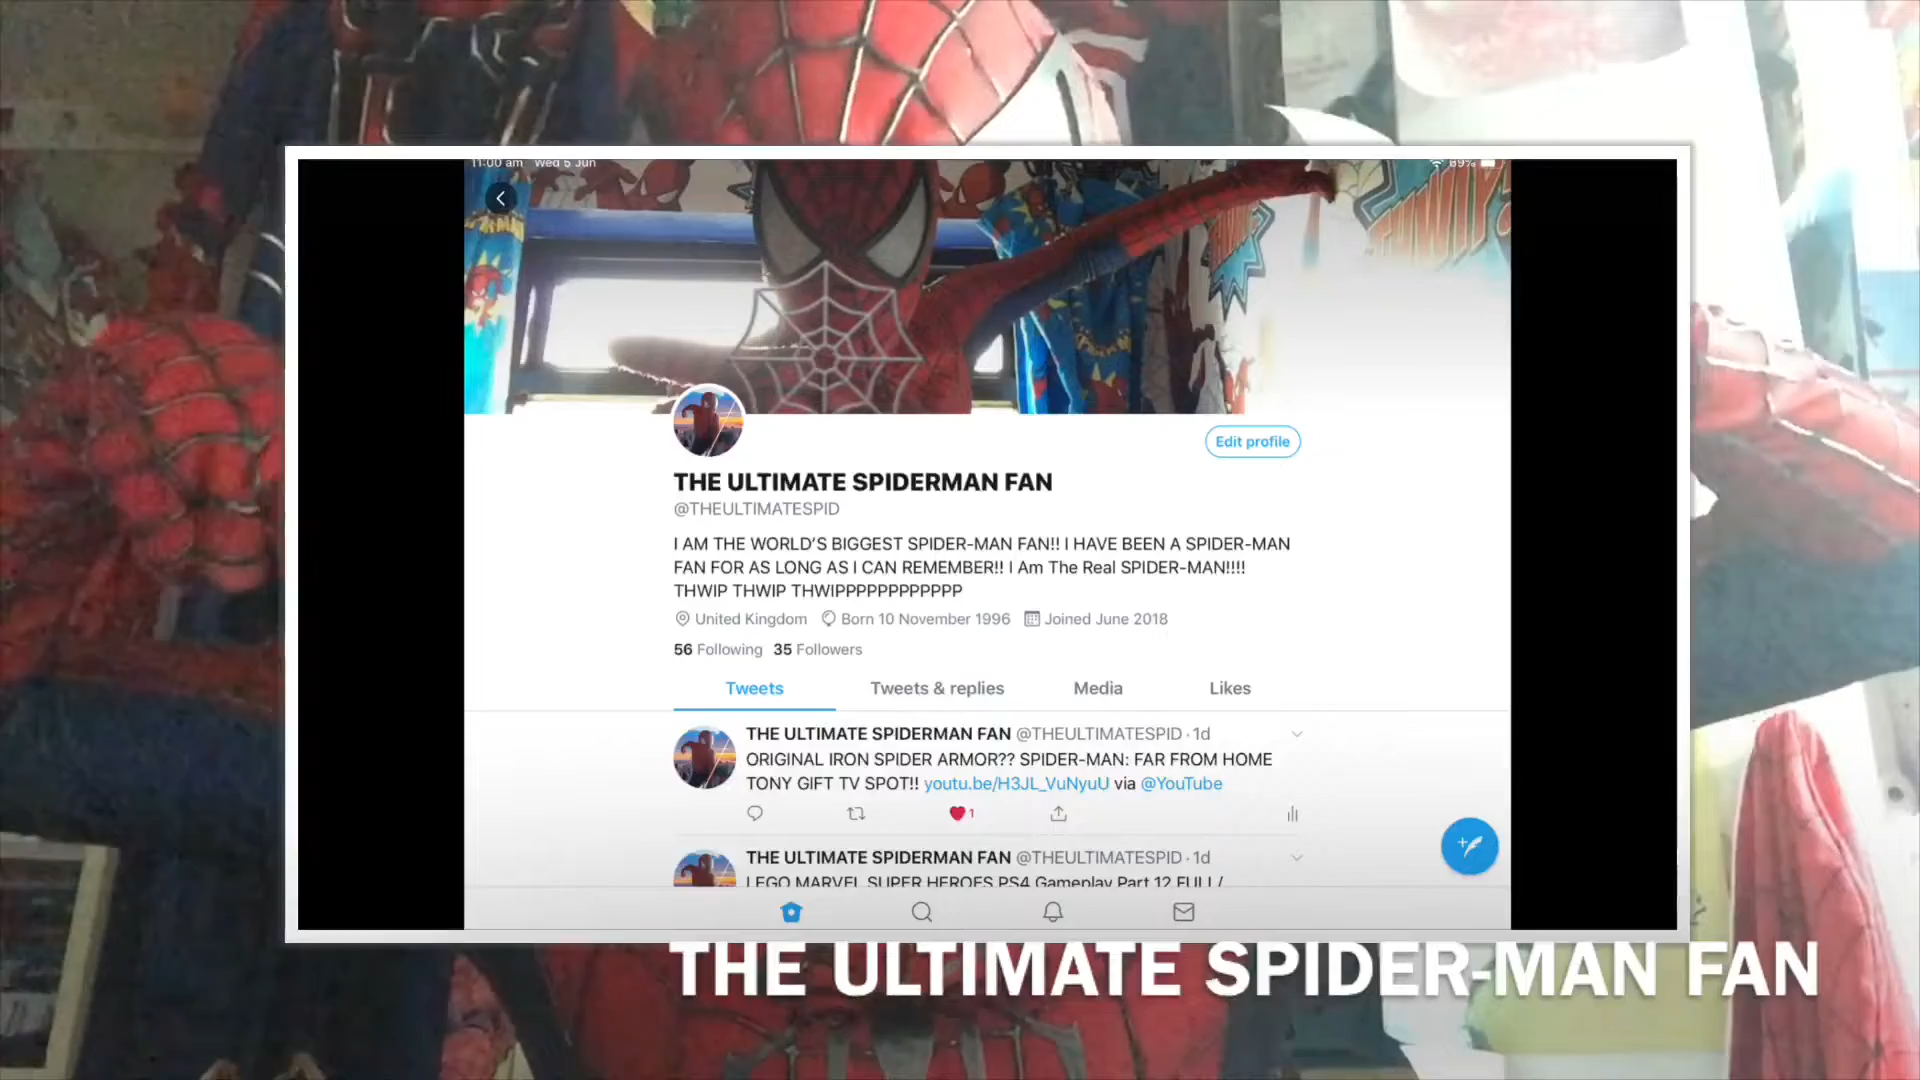 11:00 am Wed 5 Jun 69%
Edit profile
THE ULTIMATE SPIDERMAN FAN
@THEULTIMATESPID
I AM THE WORLD'S BIGGEST SPIDER-MAN FAN!! I HAVE BEEN A SPIDER-MAN
FAN FOR AS LONG AS I CAN REMEMBER!! I Am The Real SPIDER-MAN!!!!
THWIP THWIP THWIPPPPPPPPPPPP
United Kingdom Born 10 November 1996 Joined June 2018
56 Following 35 Followers
Tweets Tweets & replies Media Likes
THE ULTIMATE SPIDERMAN FAN @THEULTIMATESPID · 1d
ORIGINAL IRON SPIDER ARMOR?? SPIDER-MAN: FAR FROM HOME
TONY GIFT TV SPOT!! youtu.be/H3JL_VuNyuU via @YouTube
1
THE ULTIMATE SPIDERMAN FAN @THEULTIMATESPID · 1d
LEGO MARVEL SUPER HEROES PS4 Gameplay Part 12 FULL/
THE ULTIMATE SPIDER-MAN FAN